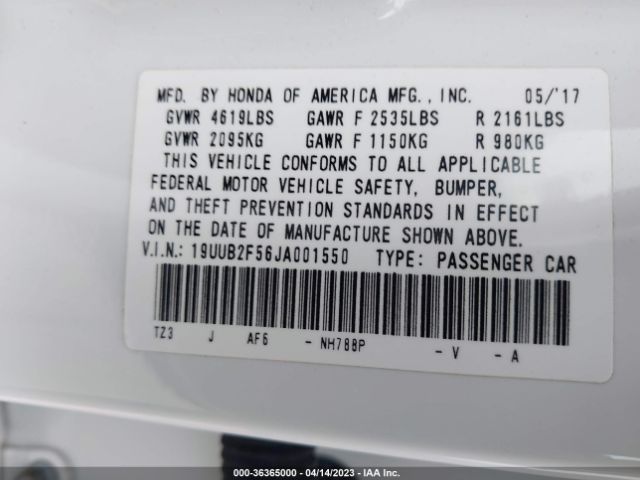 MFD. BY HONDA OF AMERICA MFG., INC. 05/'17
GVWR 4619LBS GAWR F 2535LBS R 2161LBS
GVWR 2095KG GAWR F 1150KG R 980KG
THIS VEHICLE CONFORMS TO ALL APPLICABLE
FEDERAL MOTOR VEHICLE SAFETY, BUMPER,
AND THEFT PREVENTION STANDARDS IN EFFECT
ON THE DATE OF MANUFACTURE SHOWN ABOVE.
V.I.N.: 19UUB2F56JA001550 TYPE: PASSENGER CAR
TZ3 J AF6 - NH788P - V - A
000-36365000 - 04/14/2023 - IAA Inc.